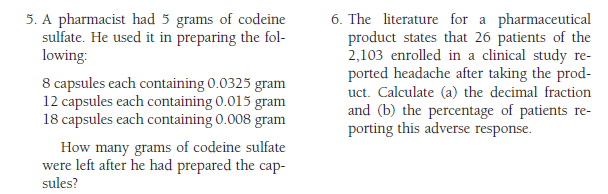 5. A pharmacist had 5 grams of codeine
sulfate. He used it in preparing the fol-
lowing:
8 capsules each containing 0.0325 gram
12 capsules each containing 0.015 gram
18 capsules each containing 0.008 gram
How many grams of codeine sulfate
were left after he had prepared the cap-
sules?
6. The literature for a pharmaceutical
product states that 26 patients of the
2,103 enrolled in a clinical study re-
ported headache after taking the prod-
uct. Calculate (a) the decimal fraction
and (b) the percentage of patients re-
porting this adverse response.